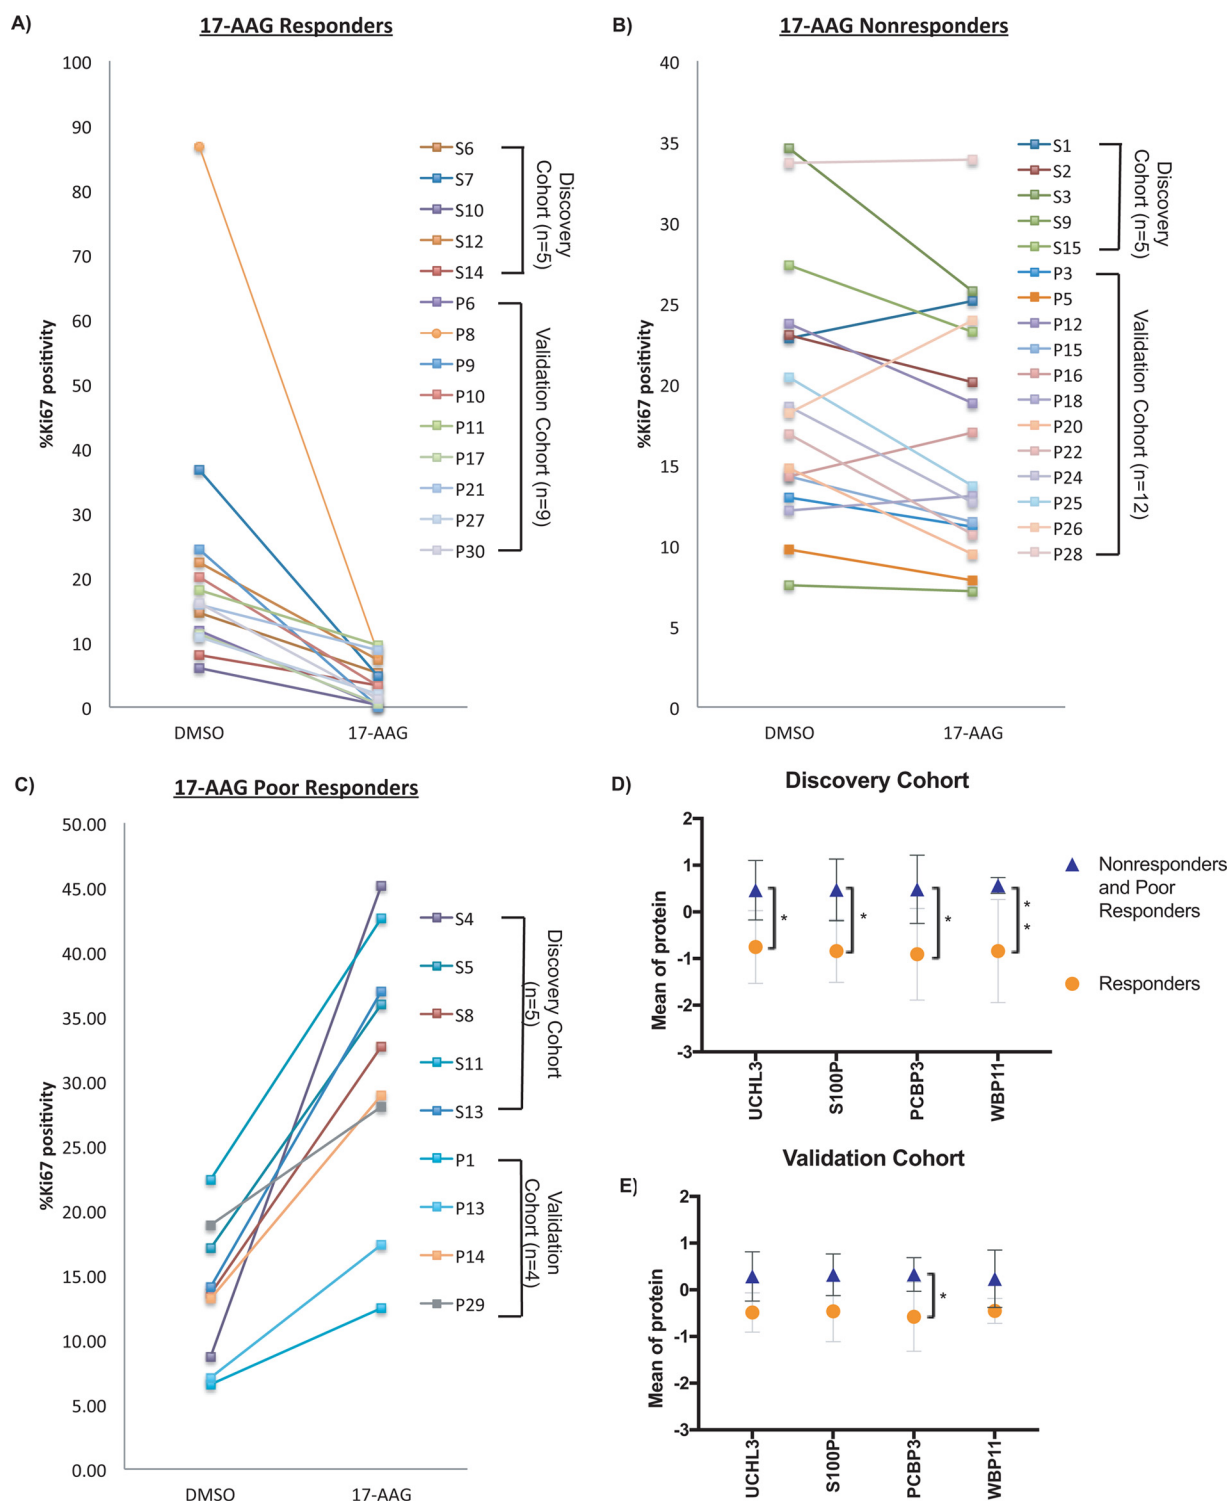 A)
17-AAG Responders
100
90
80
70
60
50
40
30
20
10
0
%Ki67 positivity
DMSO
17-AAG
S6
S7
S10
S12
S14
P6
P8
P9
P10
P11
P17
P21
P27
P30
Discovery
Cohort (n=5)
Validation Cohort (n=9)
B)
17-AAG Nonresponders
40
35
30
25
20
15
10
5
0
%Ki67 positivity
DMSO
17-AAG
S1
S2
S3
S9
S15
P3
P5
P12
P15
P16
P18
P20
P22
P24
P25
P26
P28
Discovery
Cohort (n=5)
Validation Cohort (n=12)
C)
17-AAG Poor Responders
50.00
45.00
40.00
35.00
30.00
25.00
20.00
15.00
10.00
5.00
0.00
%Ki67 positivity
DMSO
17-AAG
S4
S5
S8
S11
S13
P1
P13
P14
P29
Discovery Cohort
(n=5)
Validation
Cohort (n=4)
D)
Discovery Cohort
2
1
0
-1
-2
-3
Mean of protein
*
*
*
*
*
UCHL3
S100P
PCBP3
WBP11
Nonresponders
and Poor
Responders
Responders
E)
Validation Cohort
2
1
0
-1
-2
-3
Mean of protein
*
UCHL3
S100P
PCBP3
WBP11